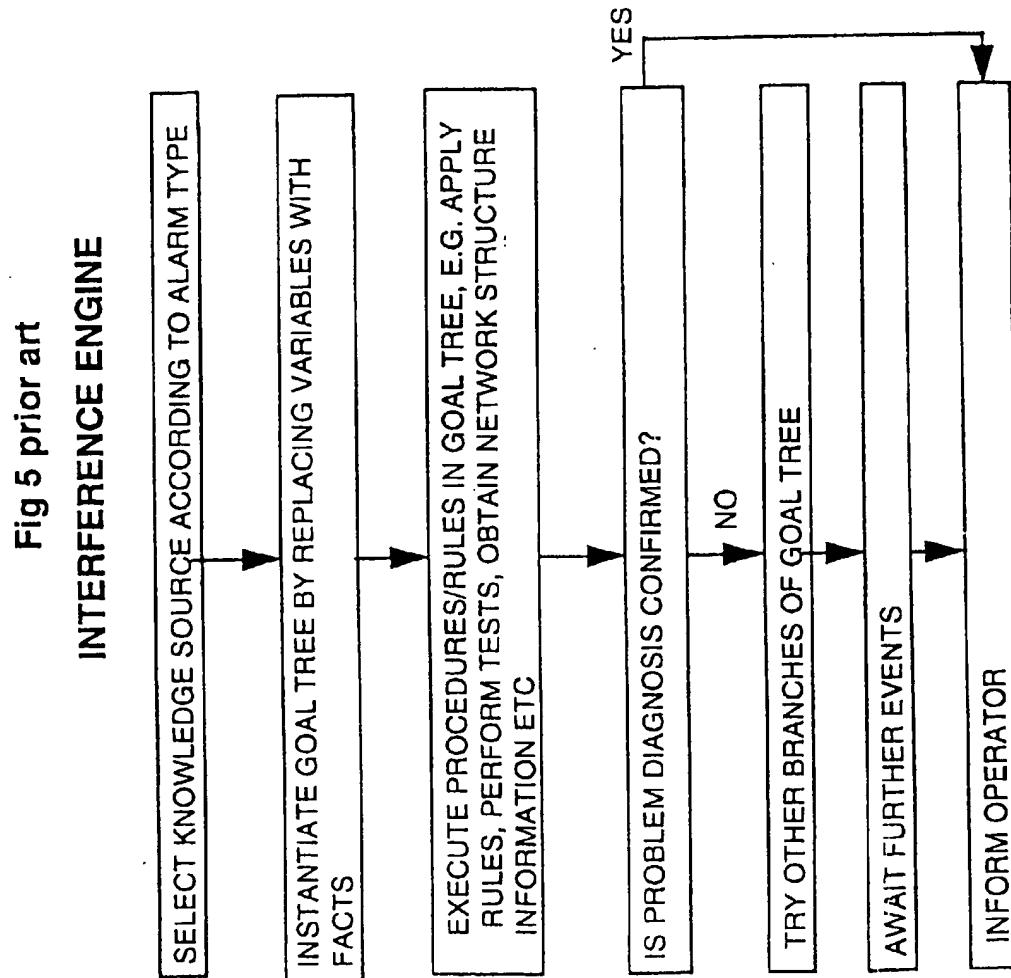 Fig 5 prior art
INTERFERENCE ENGINE
SELECT KNOWLEDGE SOURCE ACCORDING TO ALARM TYPE
INSTANTIATE GOAL TREE BY REPLACING VARIABLES WITH
FACTS
EXECUTE PROCEDURES/RULES IN GOAL TREE, E.G. APPLY
RULES, PERFORM TESTS, OBTAIN NETWORK STRUCTURE
INFORMATION ETC
IS PROBLEM DIAGNOSIS CONFIRMED?
YES
NO
TRY OTHER BRANCHES OF GOAL TREE
AWAIT FURTHER EVENTS
INFORM OPERATOR